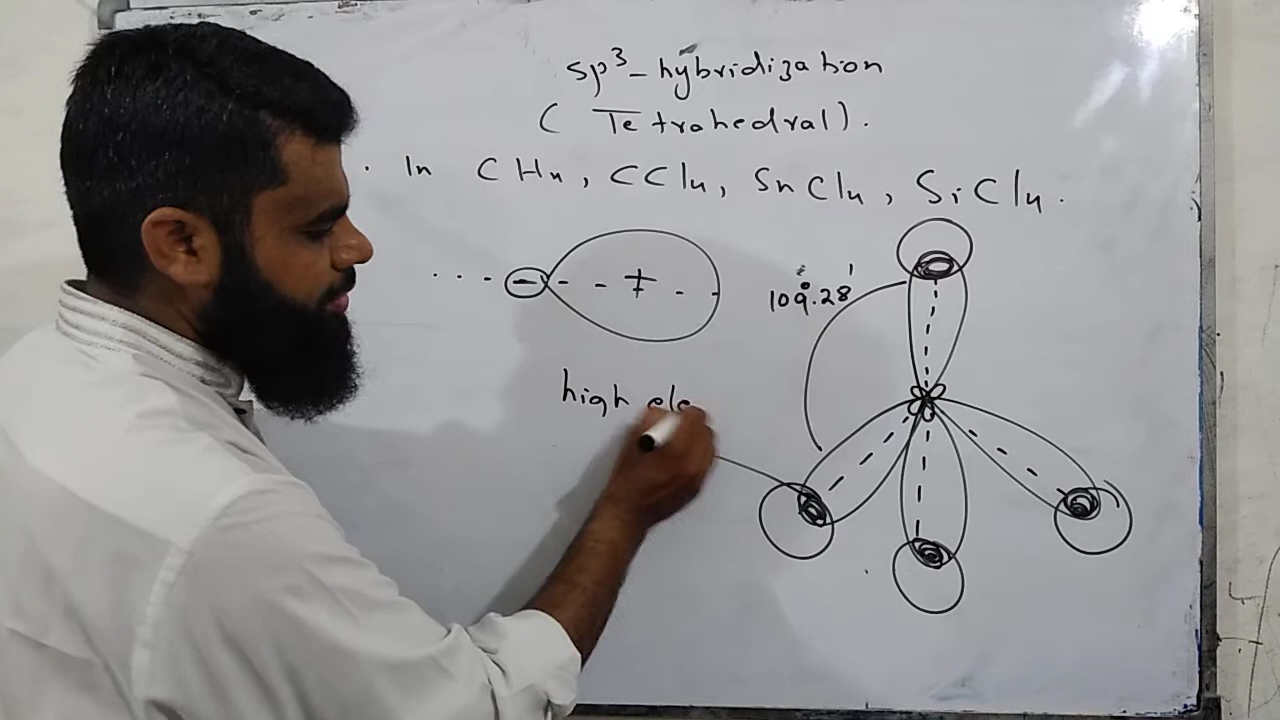 sp³-hybridization
( Tetrahedral).
. In CH4, CCl4, SnCl4, SiCl4.
- +
109°.28'
high ele